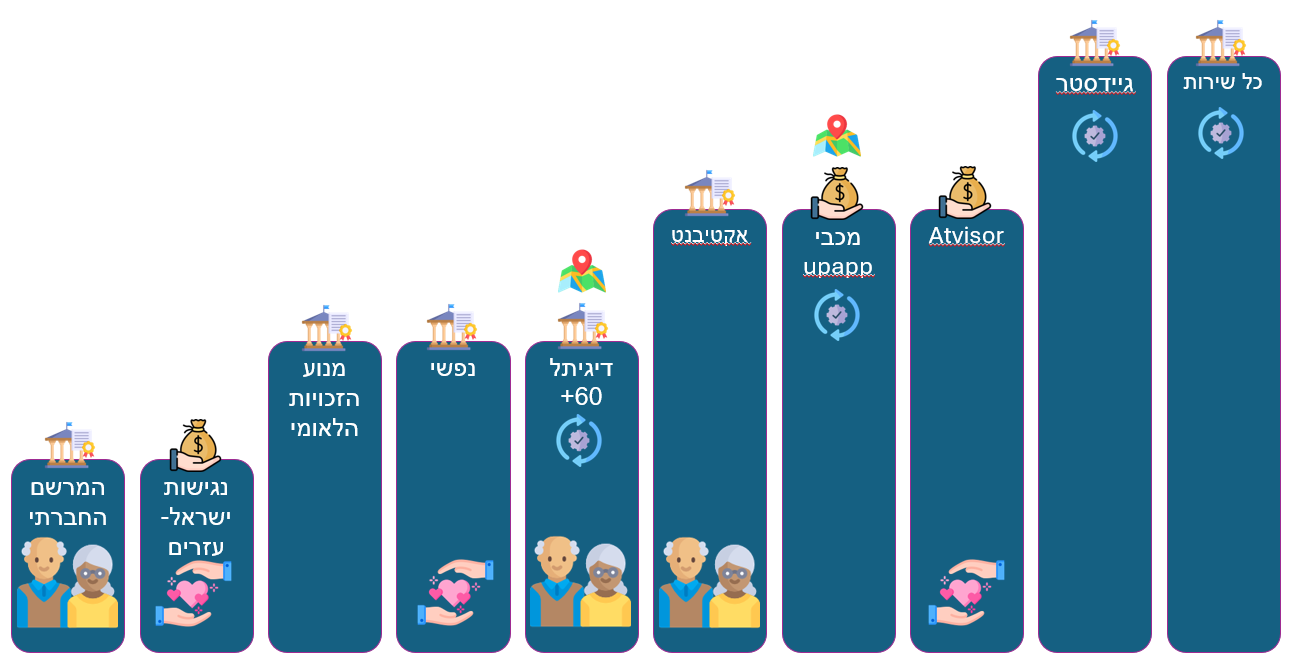 המרשם
החברתי
נגישות
ישראל-
עזרים
מנוע
הזכויות
הלאומי
נפשי
דיגיתל
60+
אקטיבנט
מכבי
upapp
Atvisor
גיידסטר
כל שירות